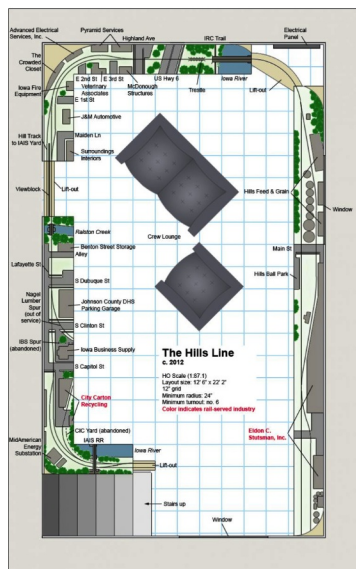 Advanced Electrical
Services, Inc.
Pyramid Services
Highland Ave
IRC Trail
Electrical
Panel
The
Crowded
Closet
E 2nd St
E 3rd St
US Hwy 6
Iowa River
Iowa Fire
Equipment
Veterinary
Associates
McDonough
Structures
Trestle
Lift-out
E 1st St
J&M Automotive
Hill Track
to IAIS Yard
Maiden Ln
Surroundings
Interiors
Viewblock
Lift-out
Hills Feed & Grain
Window
Ralston Creek
Crew Lounge
Benton Street Storage
Alley
Main St
Lafayette St
S Dubuque St
Hills Ball Park
Nagel
Lumber
Spur
(out of
service)
Johnson County DHS
Parking Garage
S Clinton St
IBS Spur
(abandoned)
Iowa Business Supply
S Capitol St
The Hills Line
c. 2012
HO Scale (1:87.1)
Layout size: 12' 6" x 22' 2"
12" grid
Minimum radius: 24"
Minimum turnout: no. 6
Color indicates rail-served industry
City Carton
Recycling
Eldon C.
Stutsman, Inc.
CIC Yard (abandoned)
IAIS RR
MidAmerican
Energy
Substation
Iowa River
Lift-out
Stairs up
Window